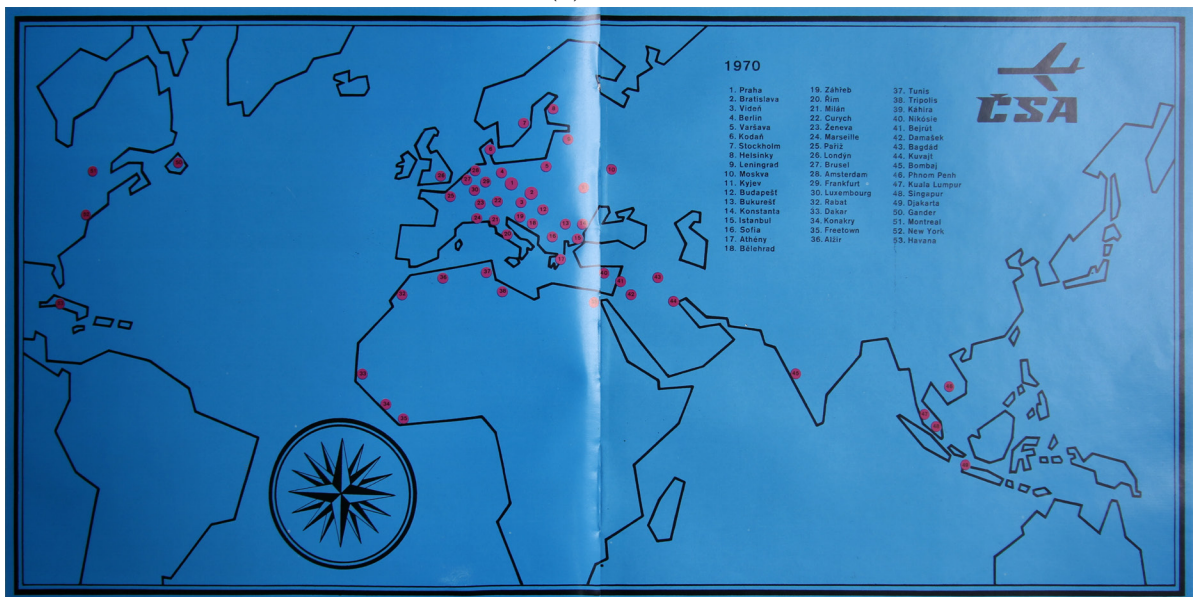 1970
1. Praha
2. Bratislava
3. Vídeň
4. Berlin
5. Varšava
6. Kodaň
7. Stockholm
8. Helsinky
9. Leningrad
10. Moskva
11. Kyjev
12. Budapešť
13. Bukurešť
14. Konstanta
15. Istanbul
16. Sofia
17. Athény
18. Bělehrad
19. Záhřeb
20. Řím
21. Milán
22. Curych
23. Ženeva
24. Marseille
25. Paříž
26. Londýn
27. Brusel
28. Amsterdam
29. Frankfurt
30. Luxembourg
32. Rabat
33. Dakar
34. Konakry
35. Freetown
36. Alžír
37. Tunis
38. Tripolis
39. Káhira
40. Nikósie
41. Bejrút
42. Damašek
43. Bagdád
44. Kuvajt
45. Bombaj
46. Phnom Penh
47. Kuala Lumpur
48. Singapur
49. Djakarta
50. Gander
51. Montreal
52. New York
53. Havana
ČSA